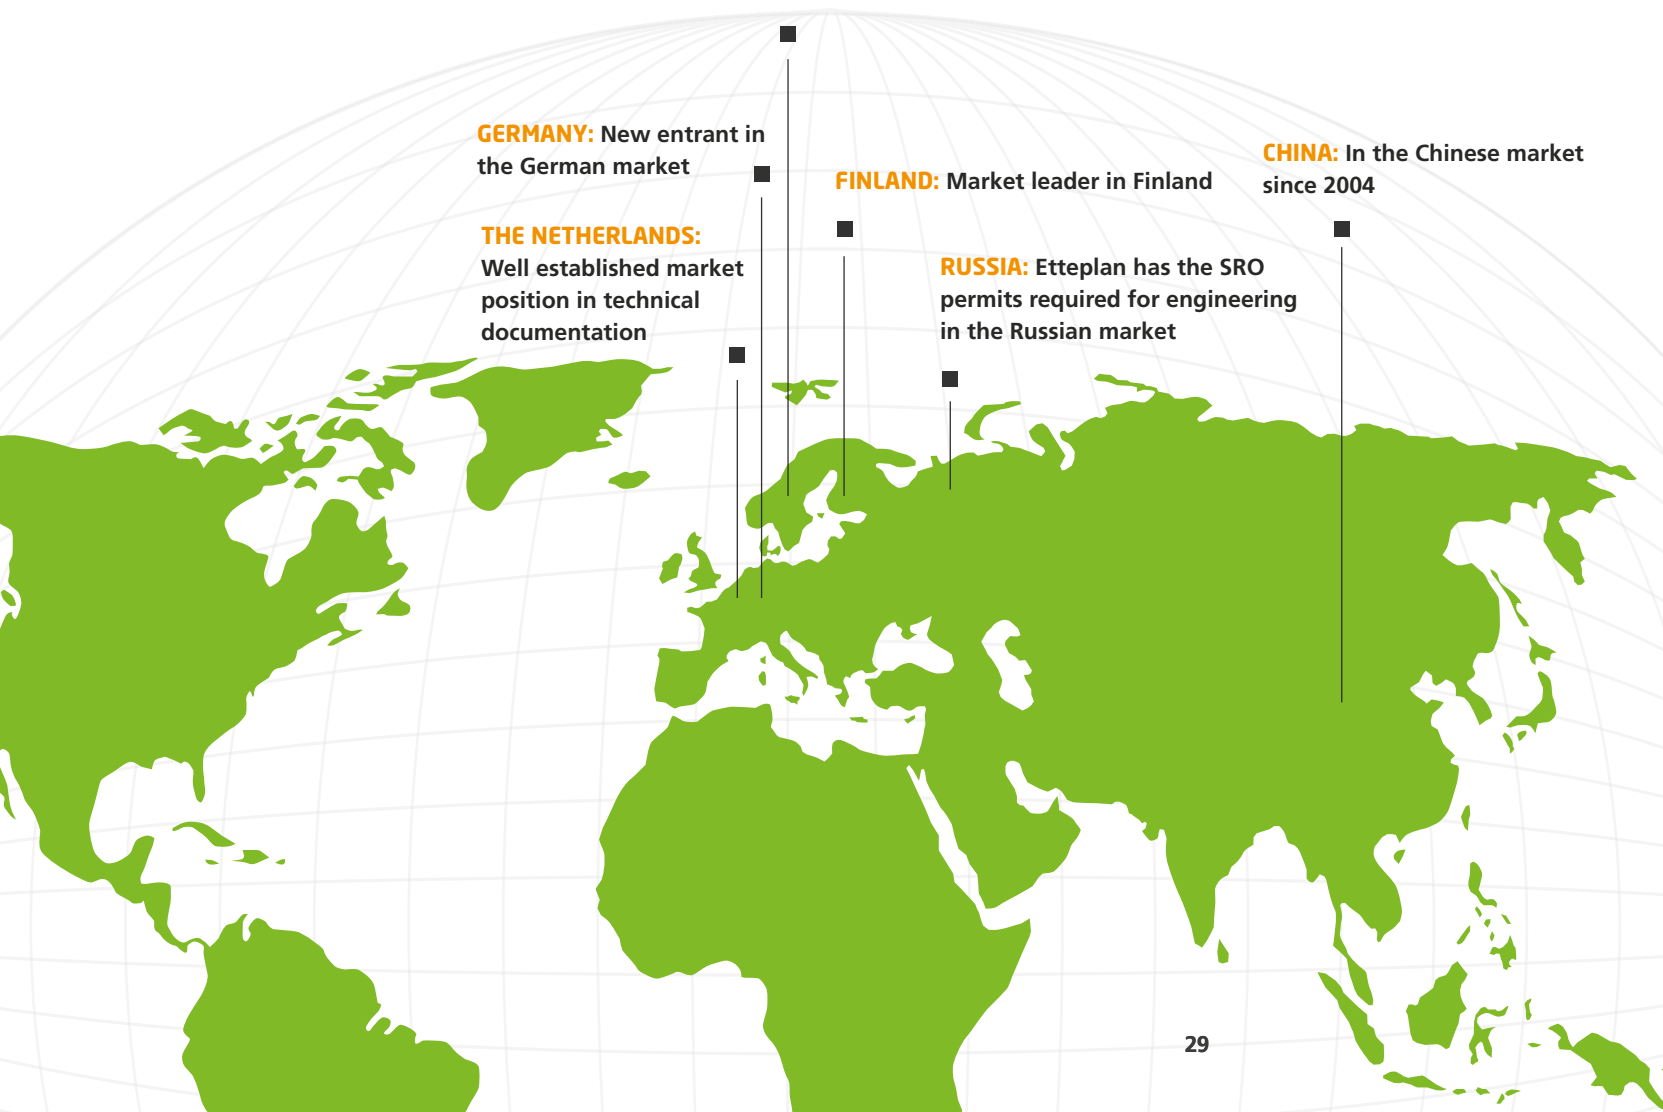 GERMANY: New entrant in
the German market
THE NETHERLANDS:
Well established market
position in technical
documentation
FINLAND: Market leader in Finland
RUSSIA: Etteplan has the SRO
permits required for engineering
in the Russian market
CHINA: In the Chinese market
since 2004
29